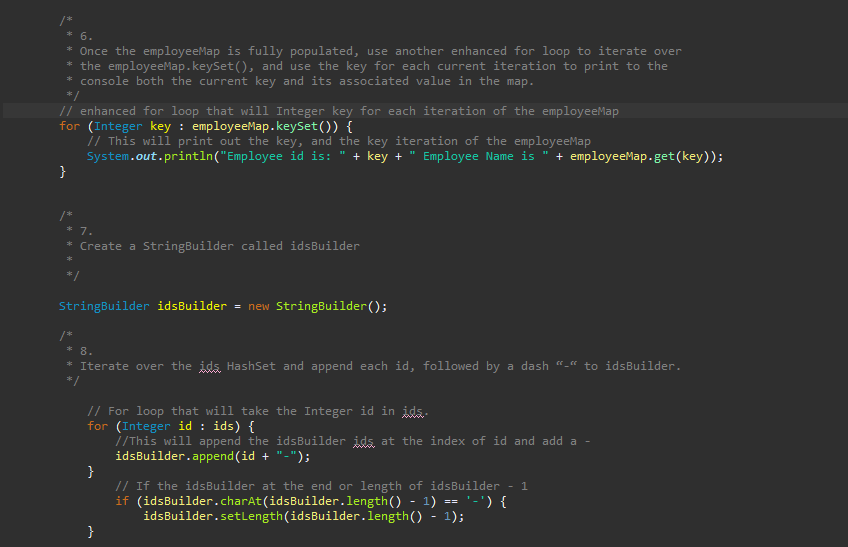 /*
 * 6.
 * Once the employeeMap is fully populated, use another enhanced for loop to iterate over
 * the employeeMap.keySet(), and use the key for each current iteration to print to the
 * console both the current key and its associated value in the map.
 */
// enhanced for loop that will Integer key for each iteration of the employeeMap
for (Integer key : employeeMap.keySet()) {
    // This will print out the key, and the key iteration of the employeeMap
    System.out.println("Employee id is: " + key + " Employee Name is " + employeeMap.get(key));
}
/*
 * 7.
 * Create a StringBuilder called idsBuilder
 *
 */
StringBuilder idsBuilder = new StringBuilder();
/*
 * 8.
 * Iterate over the ids HashSet and append each id, followed by a dash “-“ to idsBuilder.
 */
    // For loop that will take the Integer id in ids.
    for (Integer id : ids) {
        //This will append the idsBuilder ids at the index of id and add a -
        idsBuilder.append(id + "-");
    }
        // If the idsBuilder at the end or length of idsBuilder - 1
        if (idsBuilder.charAt(idsBuilder.length() - 1) == '-') {
            idsBuilder.setLength(idsBuilder.length() - 1);
    }